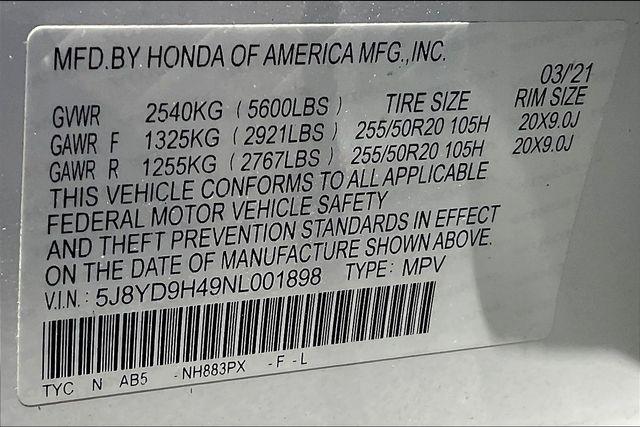 MFD.BY HONDA OF AMERICA MFG.,INC.
03/'21
GVWR 2540KG (5600LBS) TIRE SIZE RIM SIZE
GAWR F 1325KG (2921LBS) 255/50R20 105H 20X9.0J
GAWR R 1255KG (2767LBS) 255/50R20 105H 20X9.0J
THIS VEHICLE CONFORMS TO ALL APPLICABLE
FEDERAL MOTOR VEHICLE SAFETY
AND THEFT PREVENTION STANDARDS IN EFFECT
ON THE DATE OF MANUFACTURE SHOWN ABOVE.
V.I.N.: 5J8YD9H49NL001898 TYPE: MPV
TYC N AB5 -NH883PX -F-L